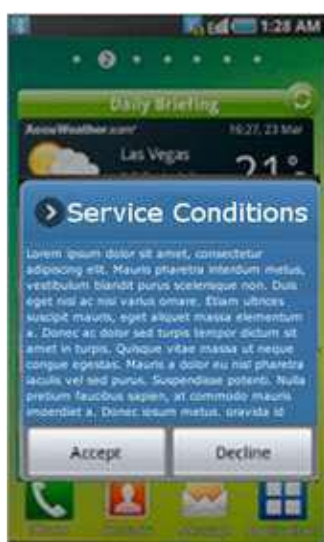 1:28 AM
Daily Briefing
AccuWeather.com
16:27, 23 Mar
Las Vegas
21°
Service Conditions
Lorem ipsum dolor sit amet, consectetur
adipiscing elit. Mauris pharetra interdum metus,
vestibulum blandit purus scelerisque non. Duis
eget nisl ac nisi varius ornare. Etiam ultrices
suscipit mauris, eget aliquet massa elementum
a. Donec ac dolor sed turpis tempor dictum sit
amet in turpis. Quisque vitae massa ut neque
congue egestas. Mauris a dolor eu nisl pharetra
iaculis vel sed purus. Suspendisse potenti. Nulla
pretium faucibus sapien, at commodo mauris
imperdiet a. Donec ipsum metus, gravida id
Accept
Decline